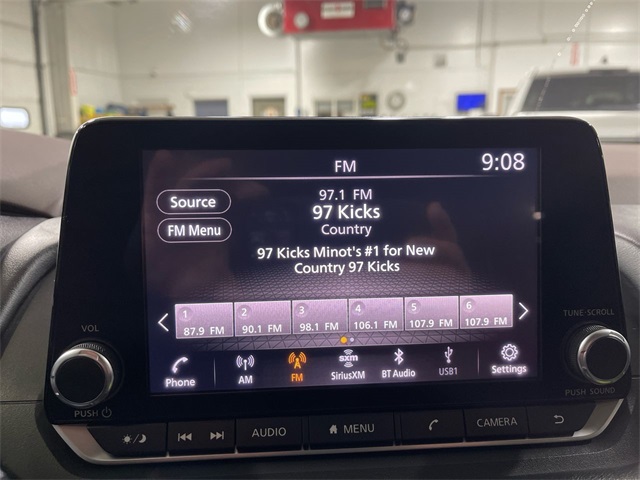 FM
9:08
Source
97.1 FM
97 Kicks
FM Menu
Country
97 Kicks Minot's #1 for New
Country 97 Kicks
1
2
3
4
5
6
87.9 FM
90.1 FM
98.1 FM
106.1 FM
107.9 FM
107.9 FM
Phone
AM
FM
sxm
SiriusXM
BT Audio
USB1
Settings
VOL
PUSH
TUNE·SCROLL
PUSH SOUND
AUDIO
MENU
CAMERA